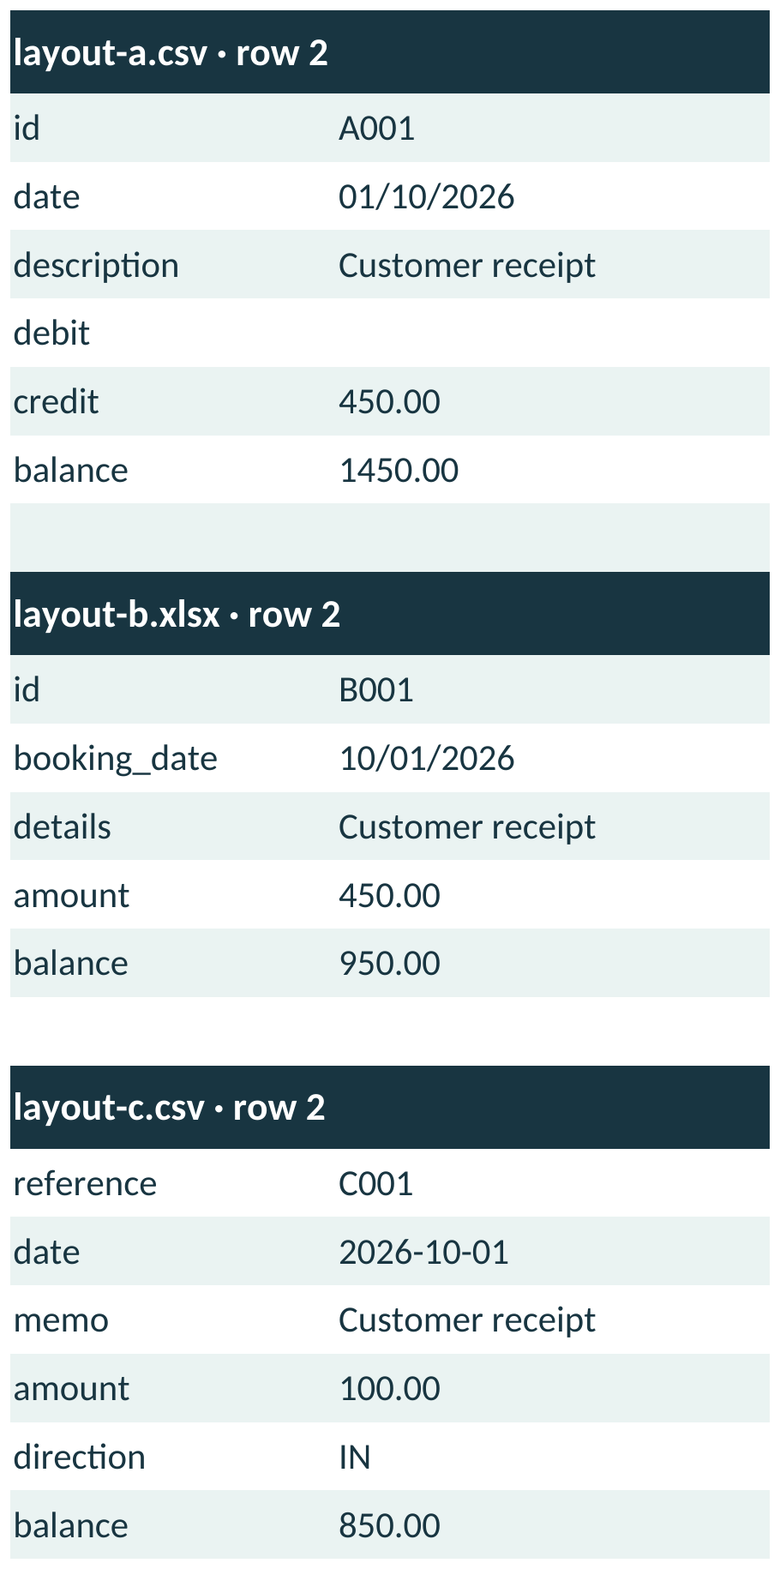 layout-a.csv · row 2
id A001
date 01/10/2026
description Customer receipt
debit
credit 450.00
balance 1450.00
layout-b.xlsx · row 2
id B001
booking_date 10/01/2026
details Customer receipt
amount 450.00
balance 950.00
layout-c.csv · row 2
reference C001
date 2026-10-01
memo Customer receipt
amount 100.00
direction IN
balance 850.00